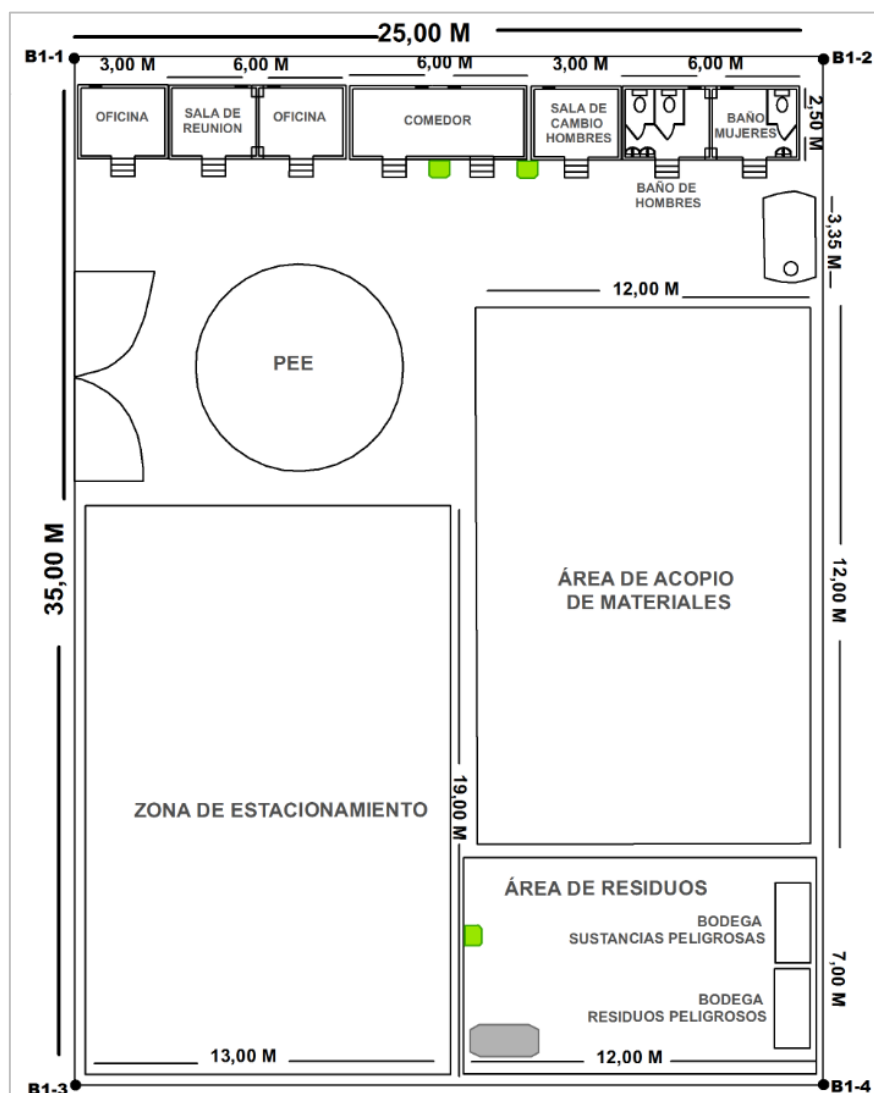 25,00 M
B1-1
B1-2
3,00 M
6,00 M
6,00 M
3,00 M
6,00 M
OFICINA
SALA DE
REUNION
OFICINA
COMEDOR
SALA DE
CAMBIO
HOMBRES
BAÑO
MUJERES
2,50 M
BAÑO DE
HOMBRES
3,35 M
12,00 M
PEE
35,00 M
ÁREA DE ACOPIO
DE MATERIALES
12,00 M
ZONA DE ESTACIONAMIENTO
19,00 M
ÁREA DE RESIDUOS
BODEGA
SUSTANCIAS PELIGROSAS
BODEGA
RESIDUOS PELIGROSOS
7,00 M
13,00 M
12,00 M
B1-3
B1-4